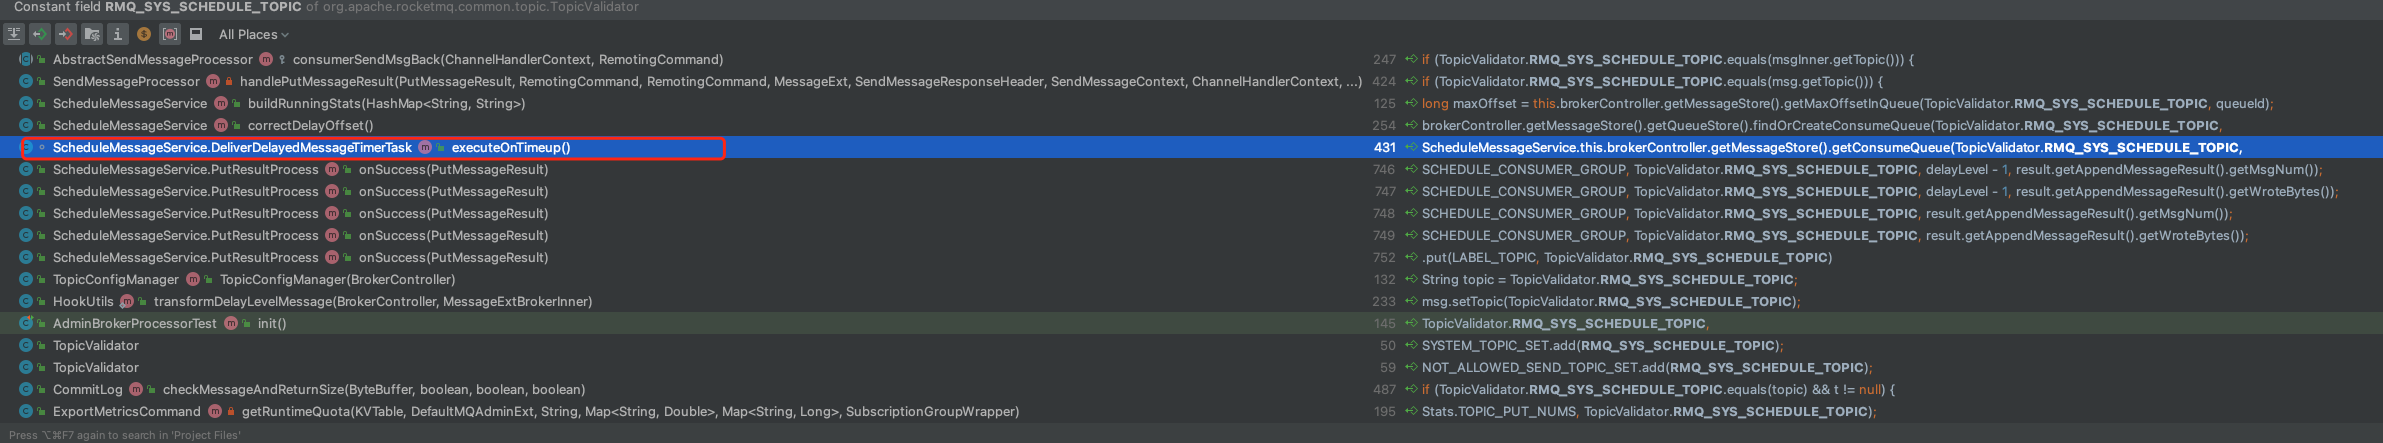 Constant field RMQ_SYS_SCHEDULE_TOPIC of org.apache.rocketmq.common.topic.TopicValidator
All Places
AbstractSendMessageProcessor consumerSendMsgBack(ChannelHandlerContext, RemotingCommand) 247 if (TopicValidator.RMQ_SYS_SCHEDULE_TOPIC.equals(msgInner.getTopic())) {
SendMessageProcessor handlePutMessageResult(PutMessageResult, RemotingCommand, RemotingCommand, MessageExt, SendMessageResponseHeader, SendMessageContext, ChannelHandlerContext, ...) 424 if (TopicValidator.RMQ_SYS_SCHEDULE_TOPIC.equals(msg.getTopic())) {
ScheduleMessageService buildRunningStats(HashMap<String, String>) 125 long maxOffset = this.brokerController.getMessageStore().getMaxOffsetInQueue(TopicValidator.RMQ_SYS_SCHEDULE_TOPIC, queueId);
ScheduleMessageService correctDelayOffset() 254 brokerController.getMessageStore().getQueueStore().findOrCreateConsumeQueue(TopicValidator.RMQ_SYS_SCHEDULE_TOPIC,
ScheduleMessageService.DeliverDelayedMessageTimerTask executeOnTimeup() 431 ScheduleMessageService.this.brokerController.getMessageStore().getConsumeQueue(TopicValidator.RMQ_SYS_SCHEDULE_TOPIC,
ScheduleMessageService.PutResultProcess onSuccess(PutMessageResult) 746 SCHEDULE_CONSUMER_GROUP, TopicValidator.RMQ_SYS_SCHEDULE_TOPIC, delayLevel - 1, result.getAppendMessageResult().getMsgNum());
ScheduleMessageService.PutResultProcess onSuccess(PutMessageResult) 747 SCHEDULE_CONSUMER_GROUP, TopicValidator.RMQ_SYS_SCHEDULE_TOPIC, delayLevel - 1, result.getAppendMessageResult().getWroteBytes());
ScheduleMessageService.PutResultProcess onSuccess(PutMessageResult) 748 SCHEDULE_CONSUMER_GROUP, TopicValidator.RMQ_SYS_SCHEDULE_TOPIC, result.getAppendMessageResult().getMsgNum());
ScheduleMessageService.PutResultProcess onSuccess(PutMessageResult) 749 SCHEDULE_CONSUMER_GROUP, TopicValidator.RMQ_SYS_SCHEDULE_TOPIC, result.getAppendMessageResult().getWroteBytes());
ScheduleMessageService.PutResultProcess onSuccess(PutMessageResult) 752 .put(LABEL_TOPIC, TopicValidator.RMQ_SYS_SCHEDULE_TOPIC)
TopicConfigManager TopicConfigManager(BrokerController) 132 String topic = TopicValidator.RMQ_SYS_SCHEDULE_TOPIC;
HookUtils transformDelayLevelMessage(BrokerController, MessageExtBrokerInner) 233 msg.setTopic(TopicValidator.RMQ_SYS_SCHEDULE_TOPIC);
AdminBrokerProcessorTest init() 145 TopicValidator.RMQ_SYS_SCHEDULE_TOPIC,
TopicValidator 50 SYSTEM_TOPIC_SET.add(RMQ_SYS_SCHEDULE_TOPIC);
TopicValidator 59 NOT_ALLOWED_SEND_TOPIC_SET.add(RMQ_SYS_SCHEDULE_TOPIC);
CommitLog checkMessageAndReturnSize(ByteBuffer, boolean, boolean, boolean) 487 if (TopicValidator.RMQ_SYS_SCHEDULE_TOPIC.equals(topic) && t != null) {
ExportMetricsCommand getRuntimeQuota(KVTable, DefaultMQAdminExt, String, Map<String, Double>, Map<String, Long>, SubscriptionGroupWrapper) 195 Stats.TOPIC_PUT_NUMS, TopicValidator.RMQ_SYS_SCHEDULE_TOPIC);
Press ⌥⌘F7 again to search in 'Project Files'